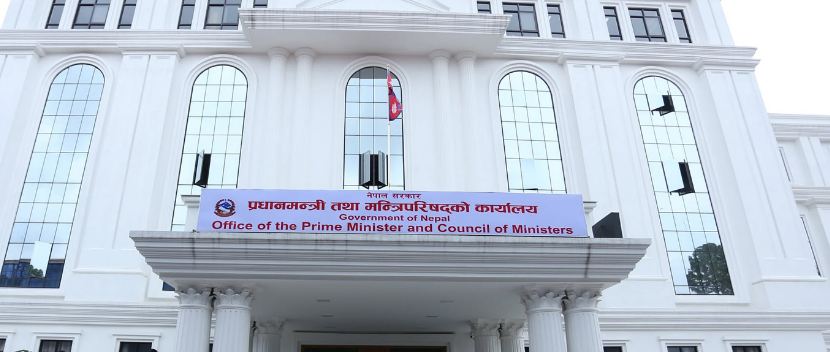 नेपाल सरकार
प्रधानमन्त्री तथा मन्त्रिपरिषद्को कार्यालय
Government of Nepal
Office of the Prime Minister and Council of Ministers